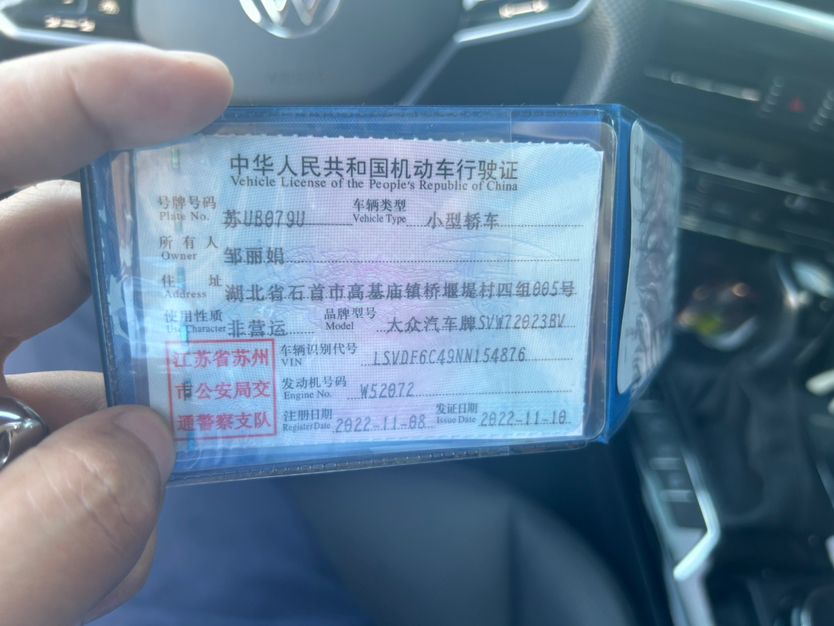 中华人民共和国机动车行驶证
Vehicle License of the People's Republic of China
号牌号码 Plate No. 苏UB079U 车辆类型 Vehicle Type 小型轿车
所有人 Owner 邹丽娟
住址 Address 湖北省石首市高基庙镇桥堰堤村四组005号
使用性质 Use Character 非营运 品牌型号 Model 大众汽车牌SVW72023BV
江苏省苏州 车辆识别代号 VIN LSVDF6C49NN154876
市公安局交 发动机号码 Engine No. W52072
通警察支队 注册日期 Register Date 2022-11-08 发证日期 Issue Date 2022-11-10